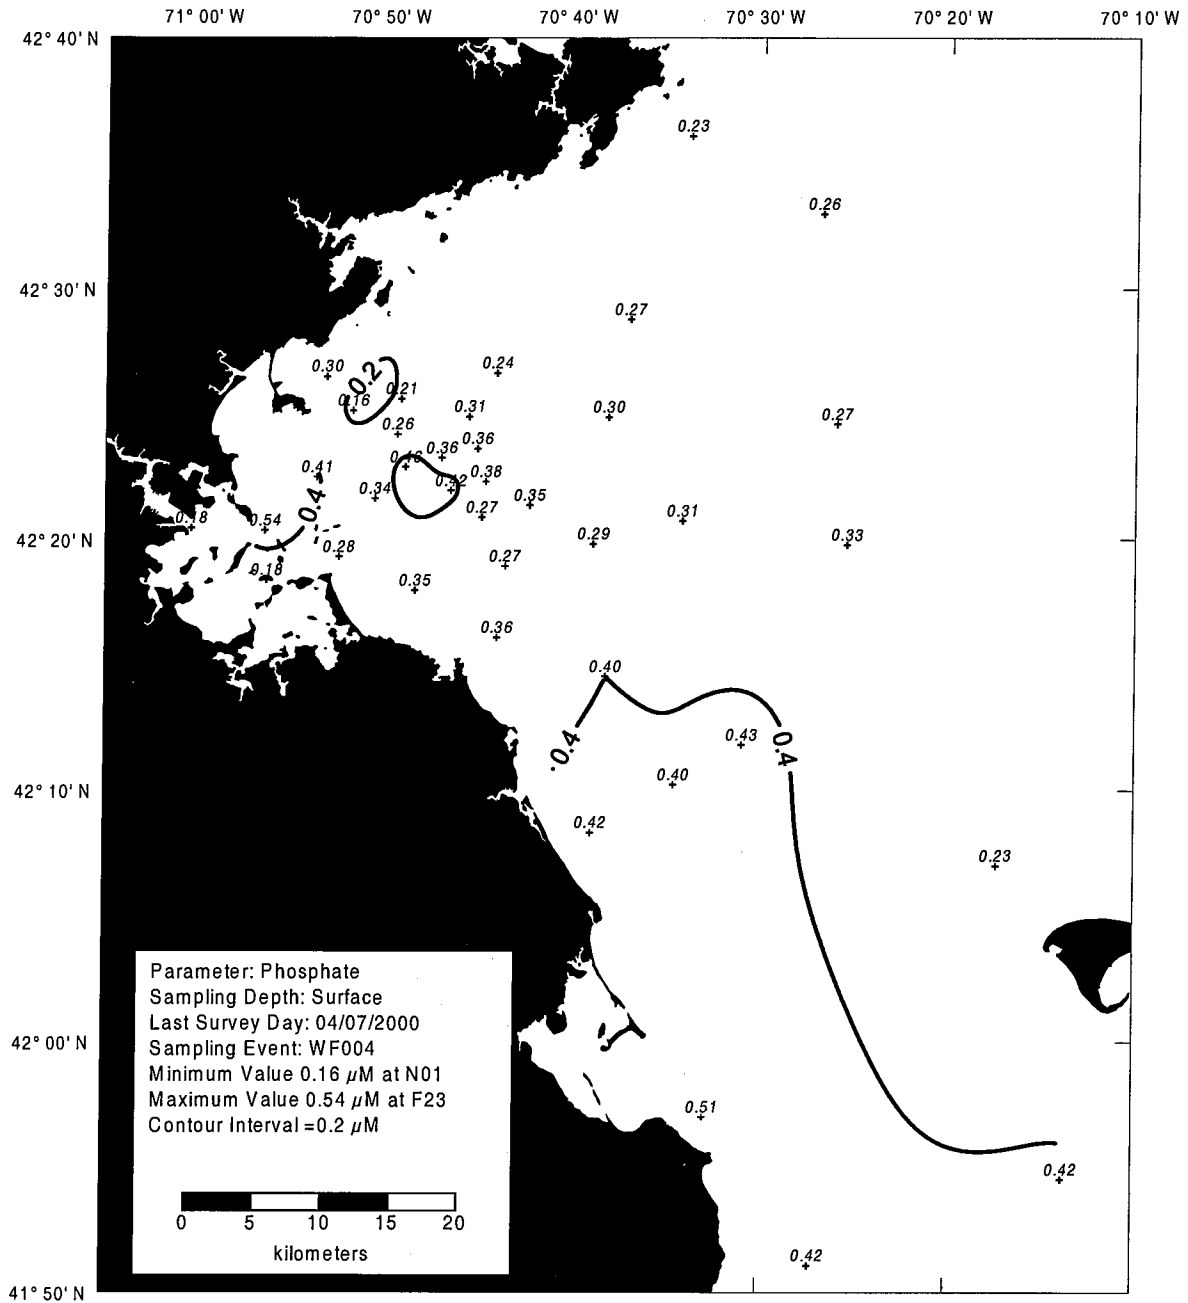 71° 00' W 70° 50' W 70° 40' W 70° 30' W 70° 20' W 70° 10' W
42° 40' N
0.23
0.26
42° 30' N
0.27
0.30
0.24
0.2
0.21
0.16
0.31
0.30
0.27
0.26
0.36
0.36
0.41
0.38
0.42
0.34
0.35
0.4
0.27
0.18
0.54
0.31
42° 20' N
0.28
0.29
0.33
0.27
0.18
0.35
0.36
0.40
0.4
0.43
0.4
0.40
42° 10' N
0.42
0.23
Parameter: Phosphate
Sampling Depth: Surface
Last Survey Day: 04/07/2000
42° 00' N
Sampling Event: WF004
Minimum Value 0.16 µM at N01
Maximum Value 0.54 µM at F23
Contour Interval =0.2 µM
0.51
0.42
0 5 10 15 20
kilometers
0.42
41° 50' N